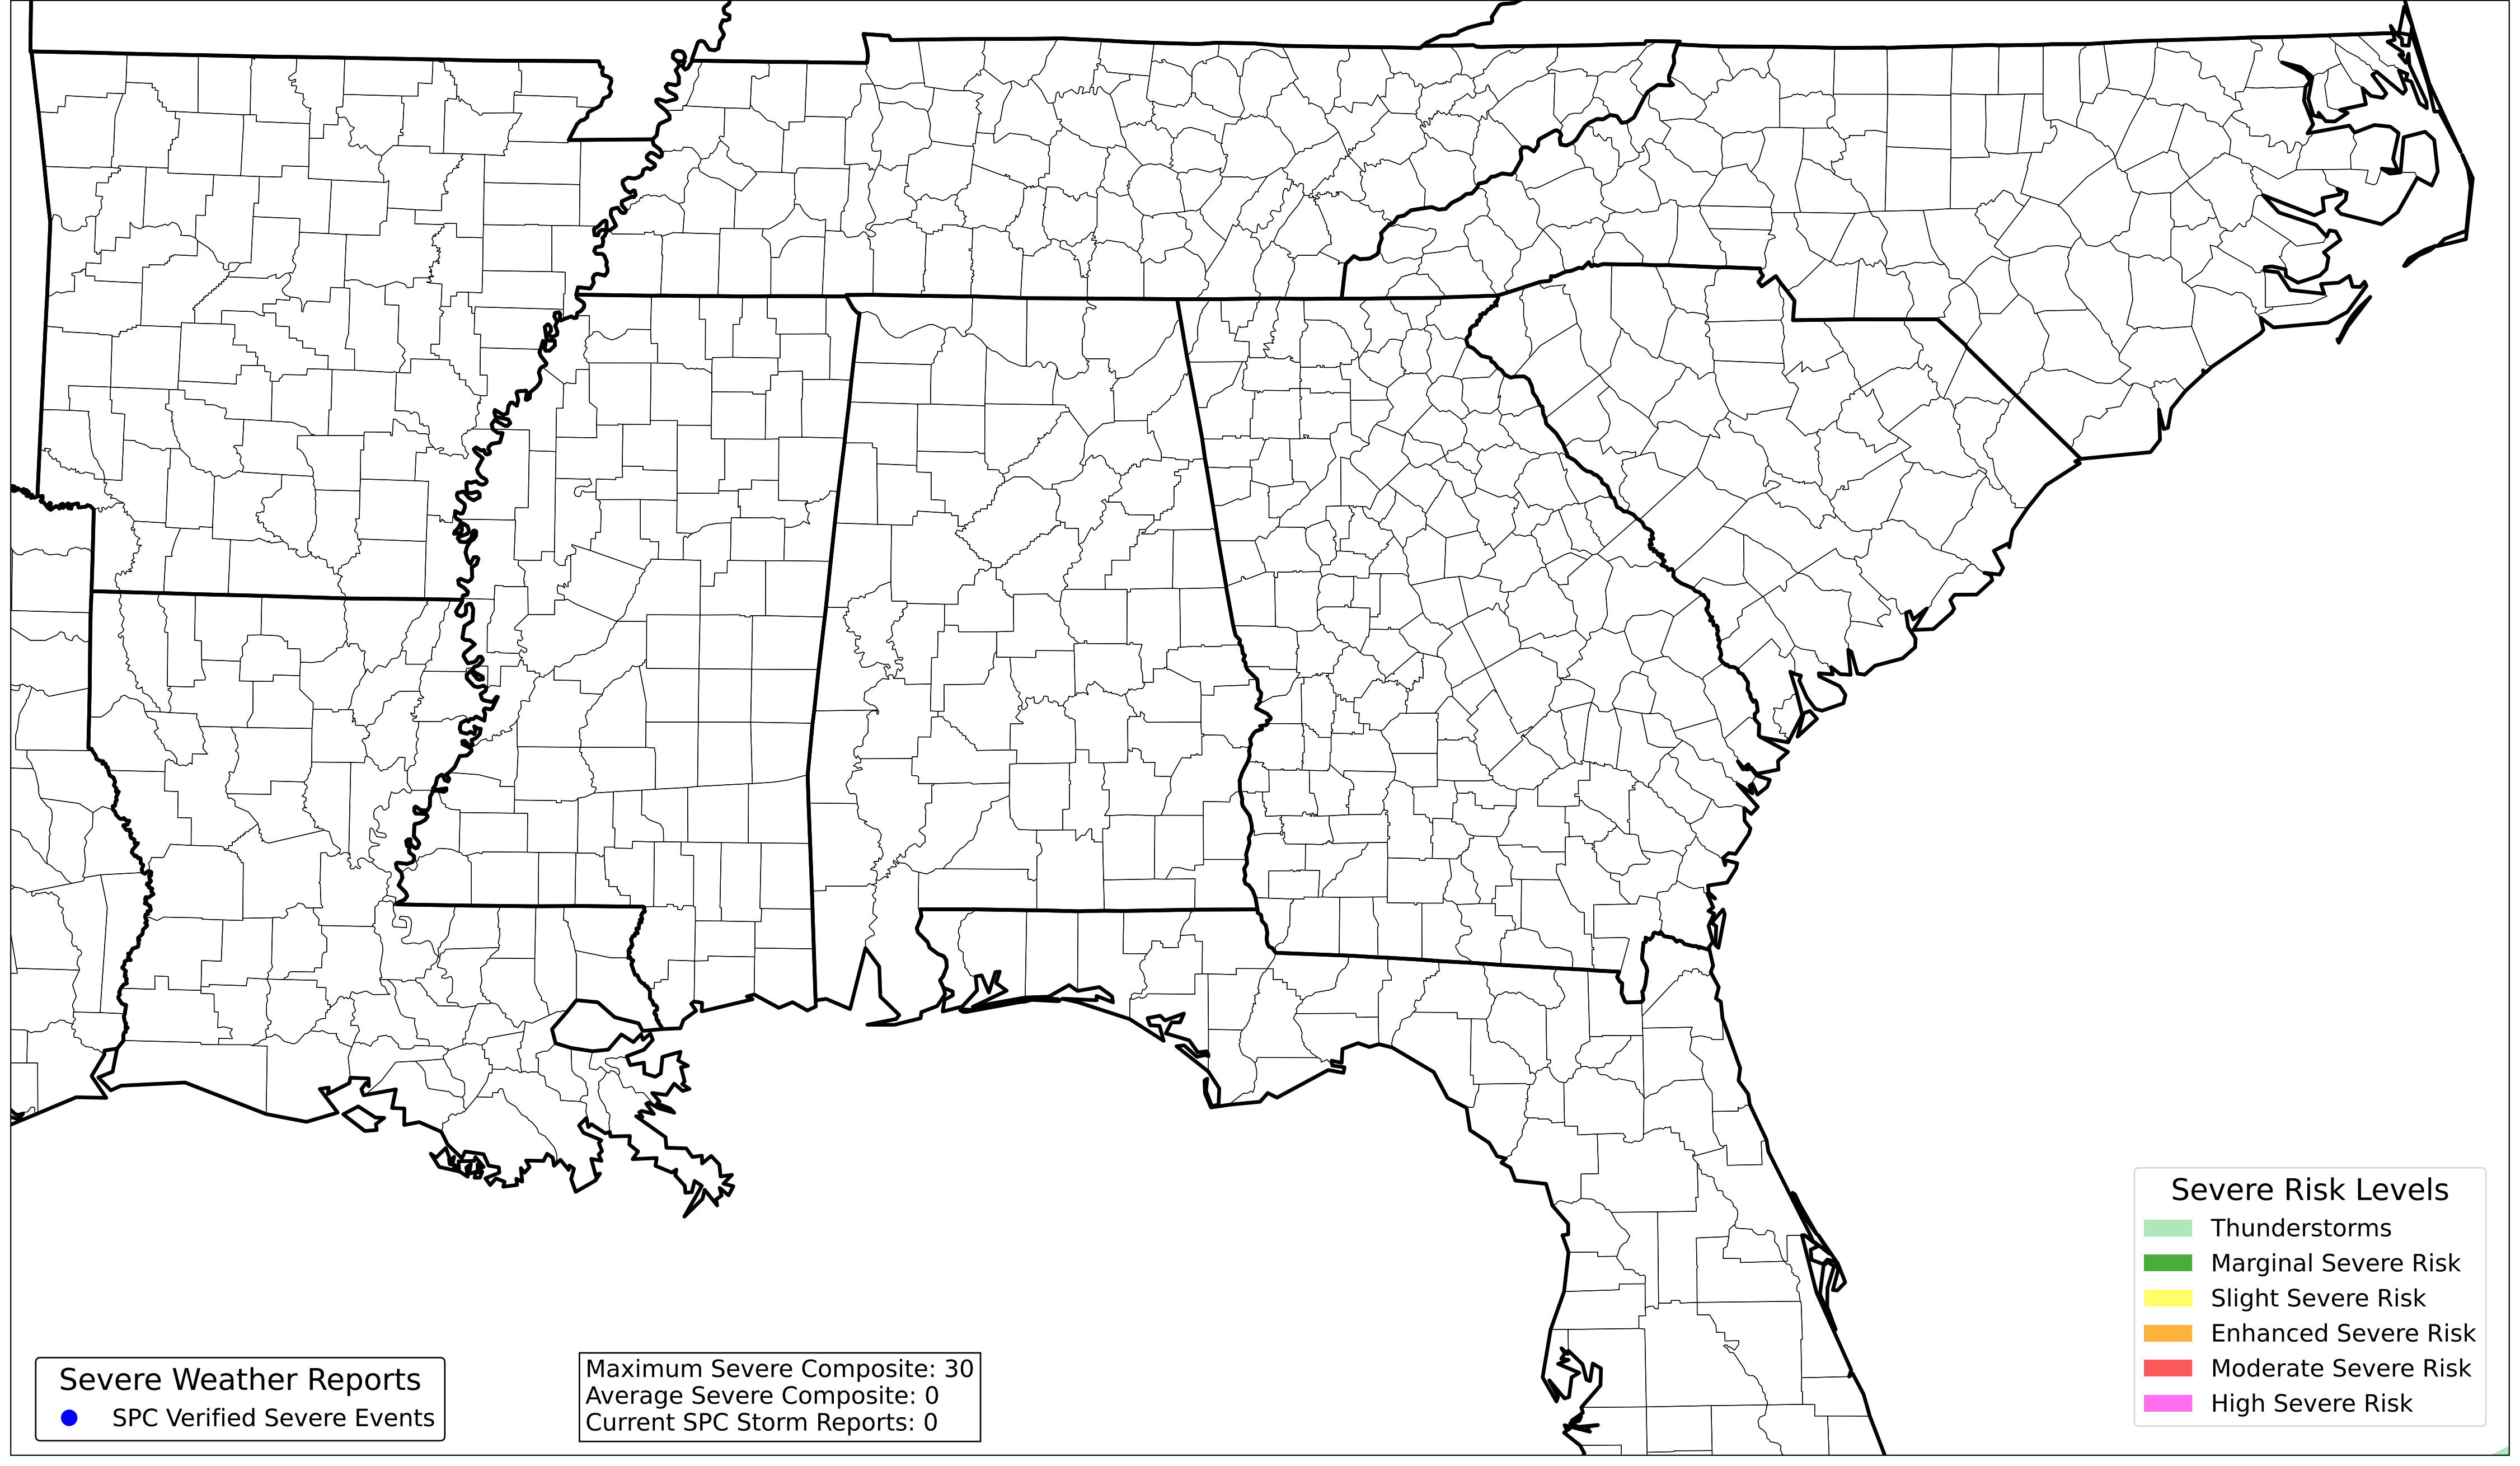 Severe Risk Levels
Thunderstorms
Marginal Severe Risk
Slight Severe Risk
Enhanced Severe Risk
Moderate Severe Risk
High Severe Risk
Severe Weather Reports
SPC Verified Severe Events
Maximum Severe Composite: 30
Average Severe Composite: 0
Current SPC Storm Reports: 0